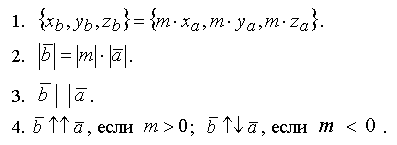 1. {x_b, y_b, z_b} = {m · x_a, m · y_a, m · z_a}.
2. |b̅| = |m| · |a̅|.
3. b̅ | | a̅ .
4. b̅ ↑↑ a̅ , если m > 0 ; b̅ ↑↓ a̅ , если m < 0 .